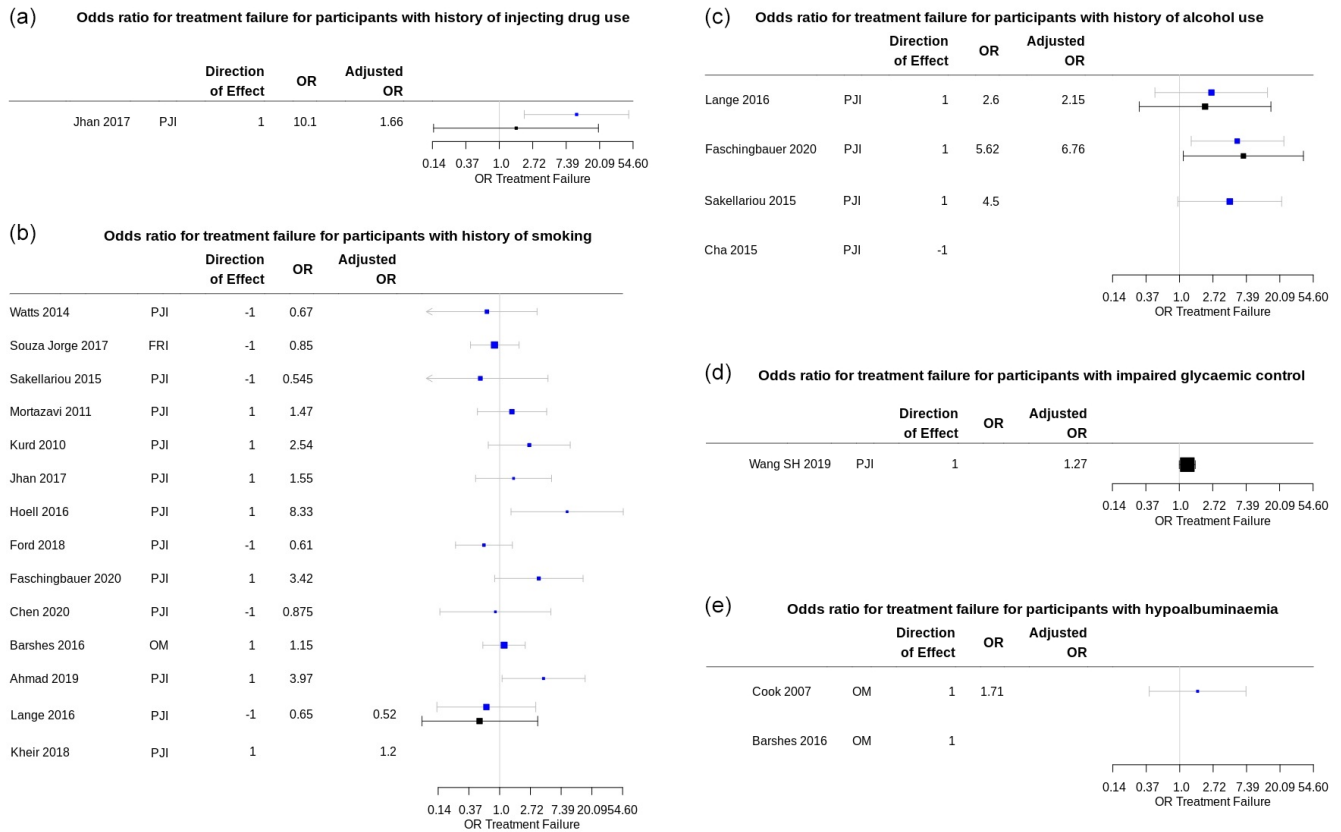 (a) Odds ratio for treatment failure for participants with history of injecting drug use
Direction of Effect OR Adjusted OR
Jhan 2017 PJI 1 10.1 1.66
0.14 0.37 1.0 2.72 7.39 20.09 54.60
OR Treatment Failure
(b) Odds ratio for treatment failure for participants with history of smoking
Direction of Effect OR Adjusted OR
Watts 2014 PJI -1 0.67
Souza Jorge 2017 FRI -1 0.85
Sakellariou 2015 PJI -1 0.545
Mortazavi 2011 PJI 1 1.47
Kurd 2010 PJI 1 2.54
Jhan 2017 PJI 1 1.55
Hoell 2016 PJI 1 8.33
Ford 2018 PJI -1 0.61
Faschingbauer 2020 PJI 1 3.42
Chen 2020 PJI -1 0.875
Barshes 2016 OM 1 1.15
Ahmad 2019 PJI 1 3.97
Lange 2016 PJI -1 0.65 0.52
Kheir 2018 PJI 1 1.2
0.14 0.37 1.0 2.72 7.39 20.09 54.60
OR Treatment Failure
(c) Odds ratio for treatment failure for participants with history of alcohol use
Direction of Effect OR Adjusted OR
Lange 2016 PJI 1 2.6 2.15
Faschingbauer 2020 PJI 1 5.62 6.76
Sakellariou 2015 PJI 1 4.5
Cha 2015 PJI -1
0.14 0.37 1.0 2.72 7.39 20.09 54.60
OR Treatment Failure
(d) Odds ratio for treatment failure for participants with impaired glycaemic control
Direction of Effect OR Adjusted OR
Wang SH 2019 PJI 1 1.27
0.14 0.37 1.0 2.72 7.39 20.09 54.60
OR Treatment Failure
(e) Odds ratio for treatment failure for participants with hypoalbuminaemia
Direction of Effect OR Adjusted OR
Cook 2007 OM 1 1.71
Barshes 2016 OM 1
0.14 0.37 1.0 2.72 7.39 20.09 54.60
OR Treatment Failure